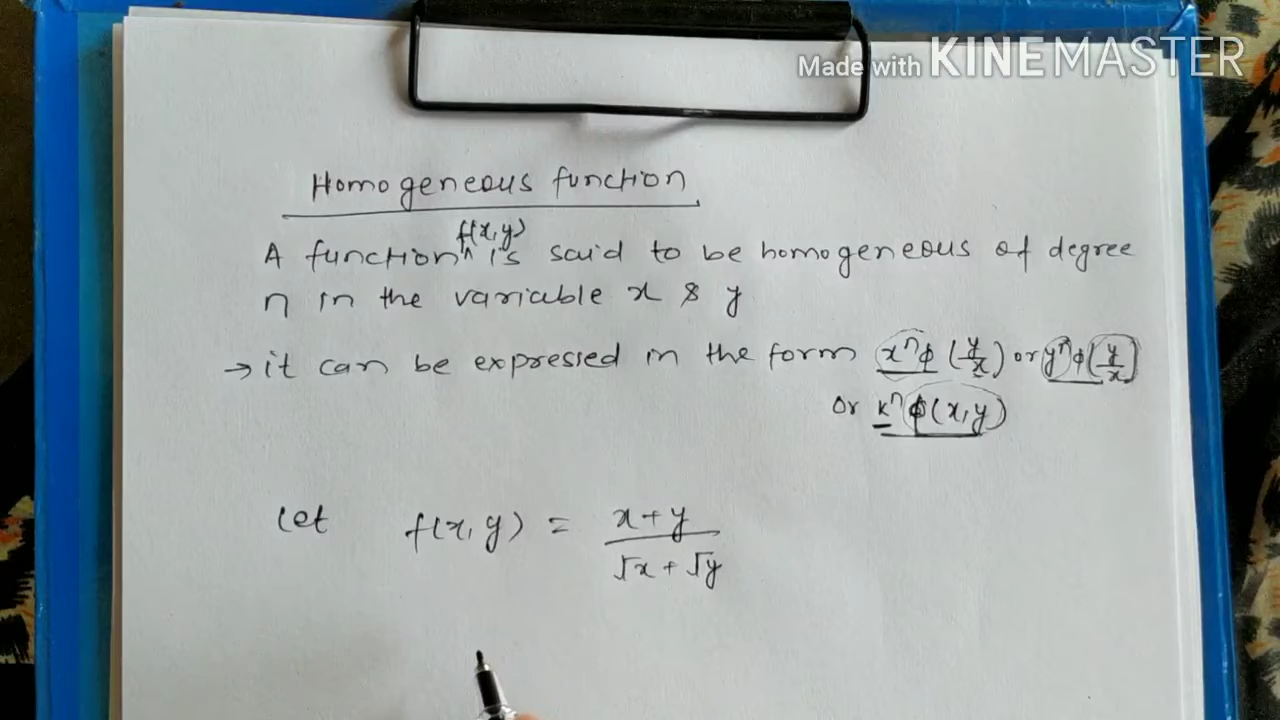 Made with KINEMASTER
Homogeneous function
f(x,y)
A function ^ is said to be homogeneous of degree
n in the variable x & y
→ it can be expressed in the form xⁿϕ(y/x) or yⁿϕ(y/x]
or kⁿϕ(x,y)
Let f(x,y) = x+y / √x + √y